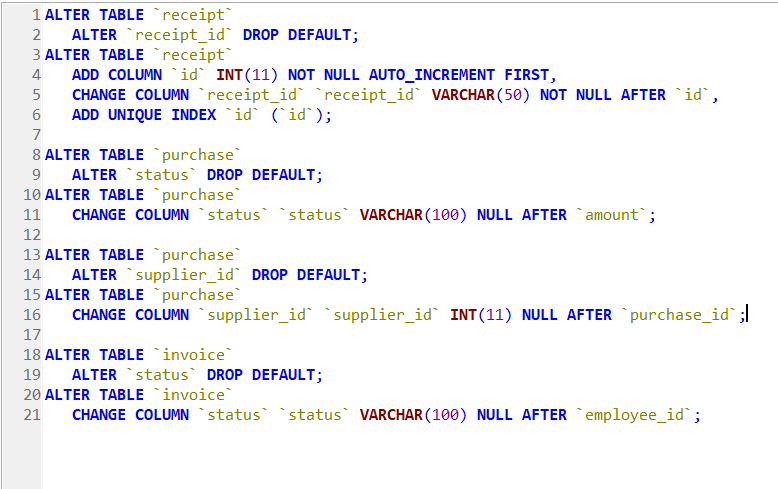 1 ALTER TABLE `receipt`
2 ALTER `receipt_id` DROP DEFAULT;
3 ALTER TABLE `receipt`
4 ADD COLUMN `id` INT(11) NOT NULL AUTO_INCREMENT FIRST,
5 CHANGE COLUMN `receipt_id` `receipt_id` VARCHAR(50) NOT NULL AFTER `id`,
6 ADD UNIQUE INDEX `id` (`id`);
7
8 ALTER TABLE `purchase`
9 ALTER `status` DROP DEFAULT;
10 ALTER TABLE `purchase`
11 CHANGE COLUMN `status` `status` VARCHAR(100) NULL AFTER `amount`;
12
13 ALTER TABLE `purchase`
14 ALTER `supplier_id` DROP DEFAULT;
15 ALTER TABLE `purchase`
16 CHANGE COLUMN `supplier_id` `supplier_id` INT(11) NULL AFTER `purchase_id`;
17
18 ALTER TABLE `invoice`
19 ALTER `status` DROP DEFAULT;
20 ALTER TABLE `invoice`
21 CHANGE COLUMN `status` `status` VARCHAR(100) NULL AFTER `employee_id`;